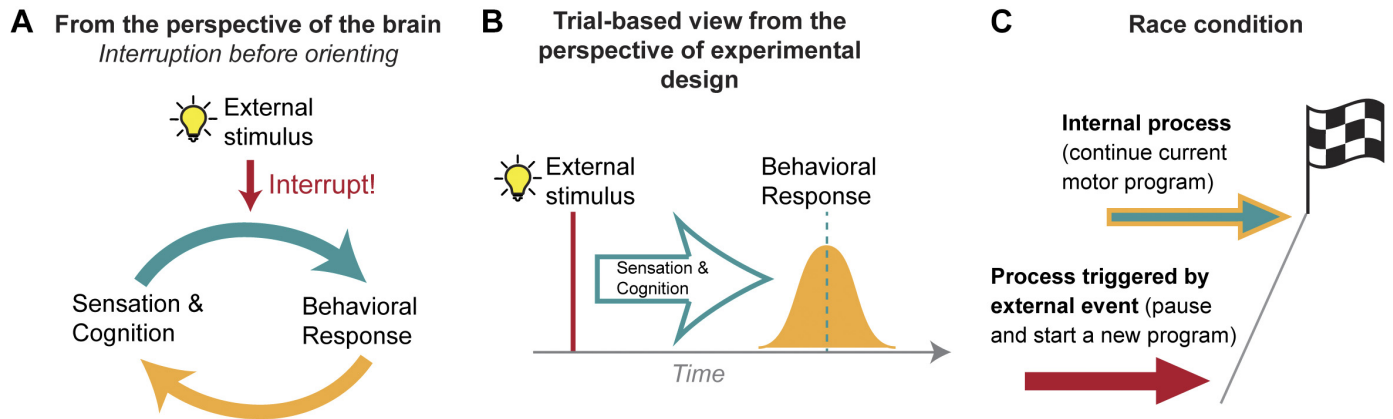 A
From the perspective of the brain
Interruption before orienting
External
stimulus
Interrupt!
Sensation &
Cognition
Behavioral
Response
B
Trial-based view from the
perspective of experimental
design
External
stimulus
Behavioral
Response
Sensation &
Cognition
Time
C
Race condition
Internal process
(continue current
motor program)
Process triggered by
external event (pause
and start a new program)